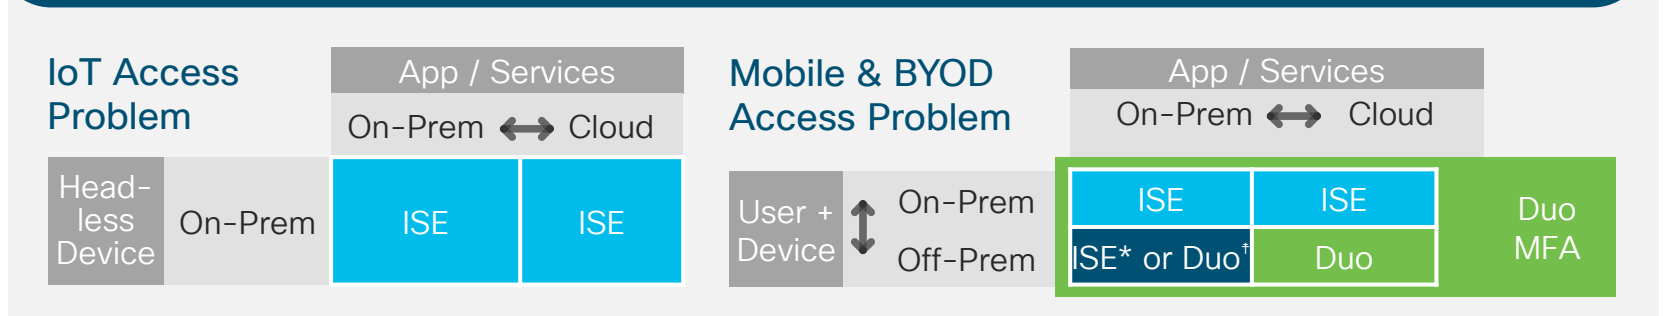 IoT Access
Problem
App / Services
On-Prem Cloud
Head-
less
Device
On-Prem
ISE
ISE
Mobile & BYOD
Access Problem
App / Services
On-Prem Cloud
User +
Device
On-Prem
Off-Prem
ISE
ISE
ISE* or Duo†
Duo
Duo
MFA